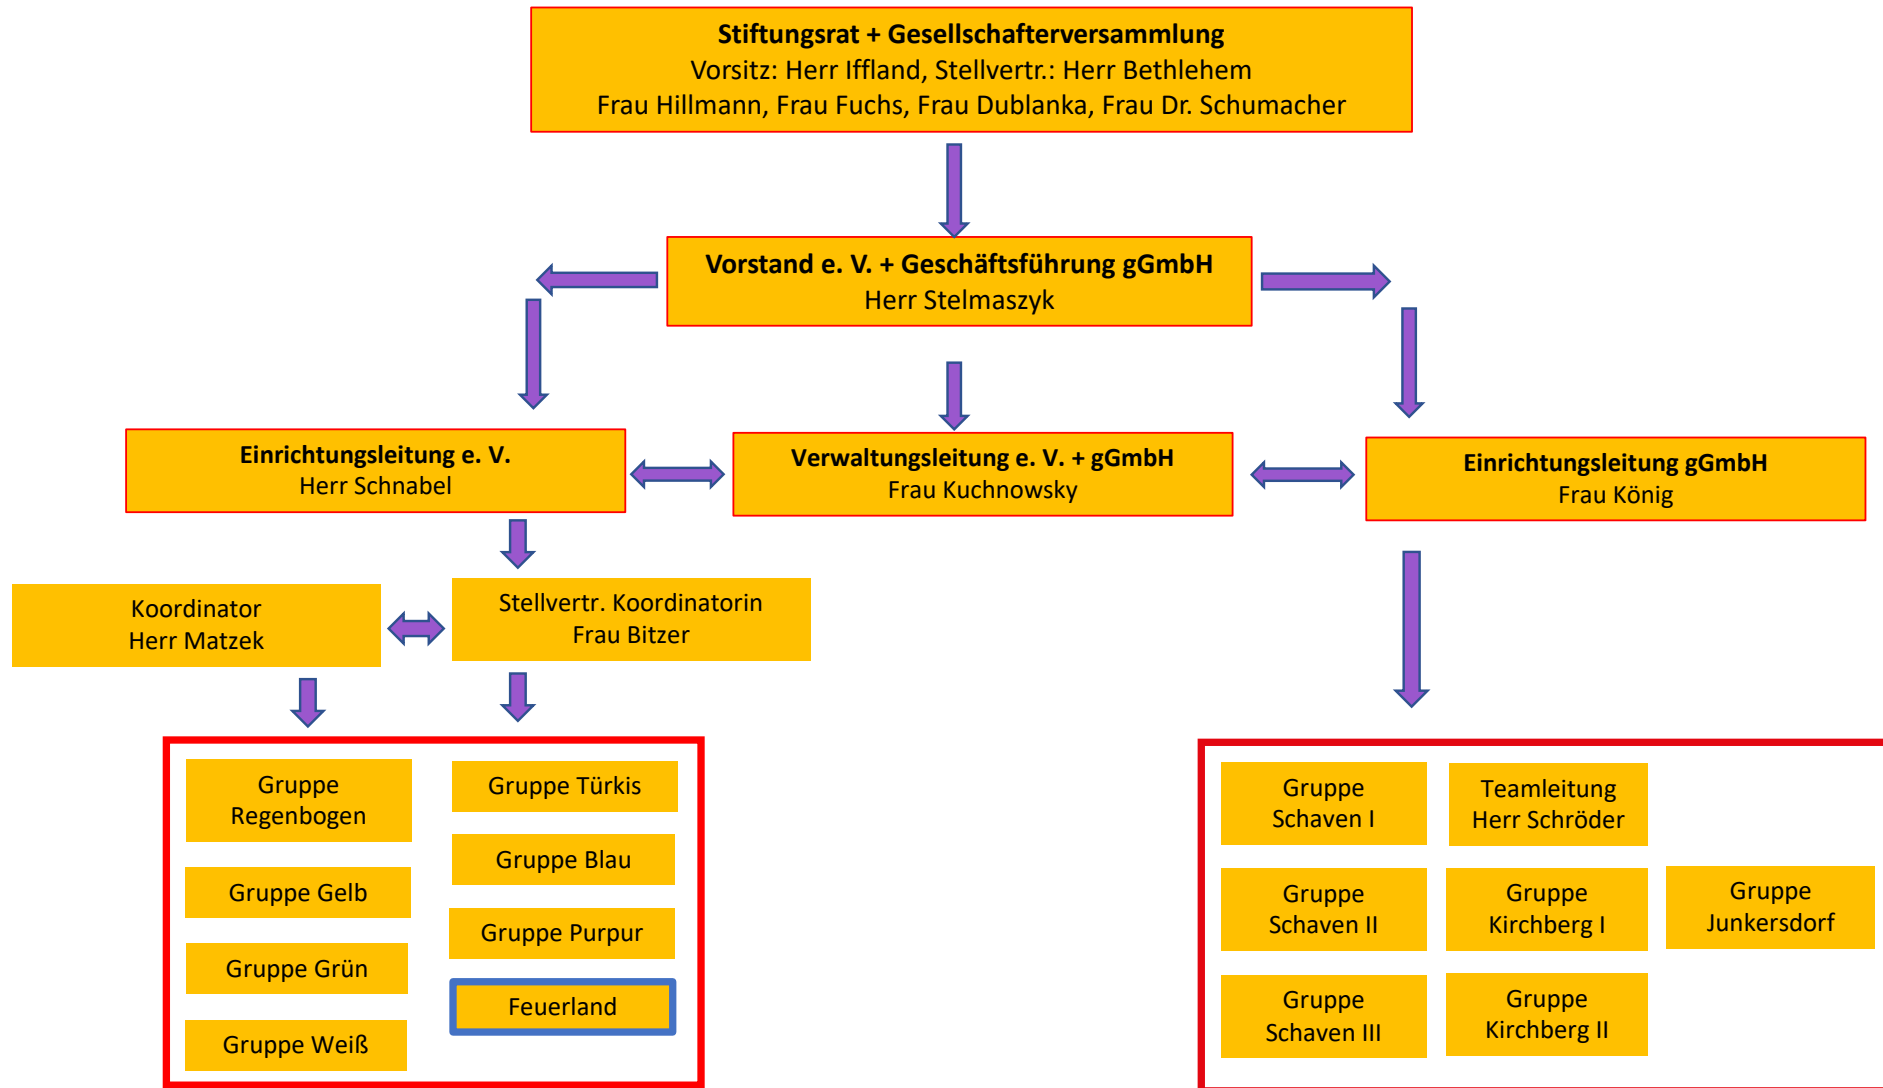 Stiftungsrat + Gesellschafterversammlung
Vorsitz: Herr Iffland, Stellvertr.: Herr Bethlehem
Frau Hillmann, Frau Fuchs, Frau Dublanka, Frau Dr. Schumacher
Vorstand e. V. + Geschäftsführung gGmbH
Herr Stelmaszyk
Einrichtungsleitung e. V.
Herr Schnabel
Verwaltungsleitung e. V. + gGmbH
Frau Kuchnowsky
Einrichtungsleitung gGmbH
Frau König
Koordinator
Herr Matzek
Stellvertr. Koordinatorin
Frau Bitzer
Gruppe
Regenbogen
Gruppe Gelb
Gruppe Grün
Gruppe Weiß
Gruppe Türkis
Gruppe Blau
Gruppe Purpur
Feuerland
Gruppe
Schaven I
Gruppe
Schaven II
Gruppe
Schaven III
Teamleitung
Herr Schröder
Gruppe
Kirchberg I
Gruppe
Kirchberg II
Gruppe
Junkersdorf